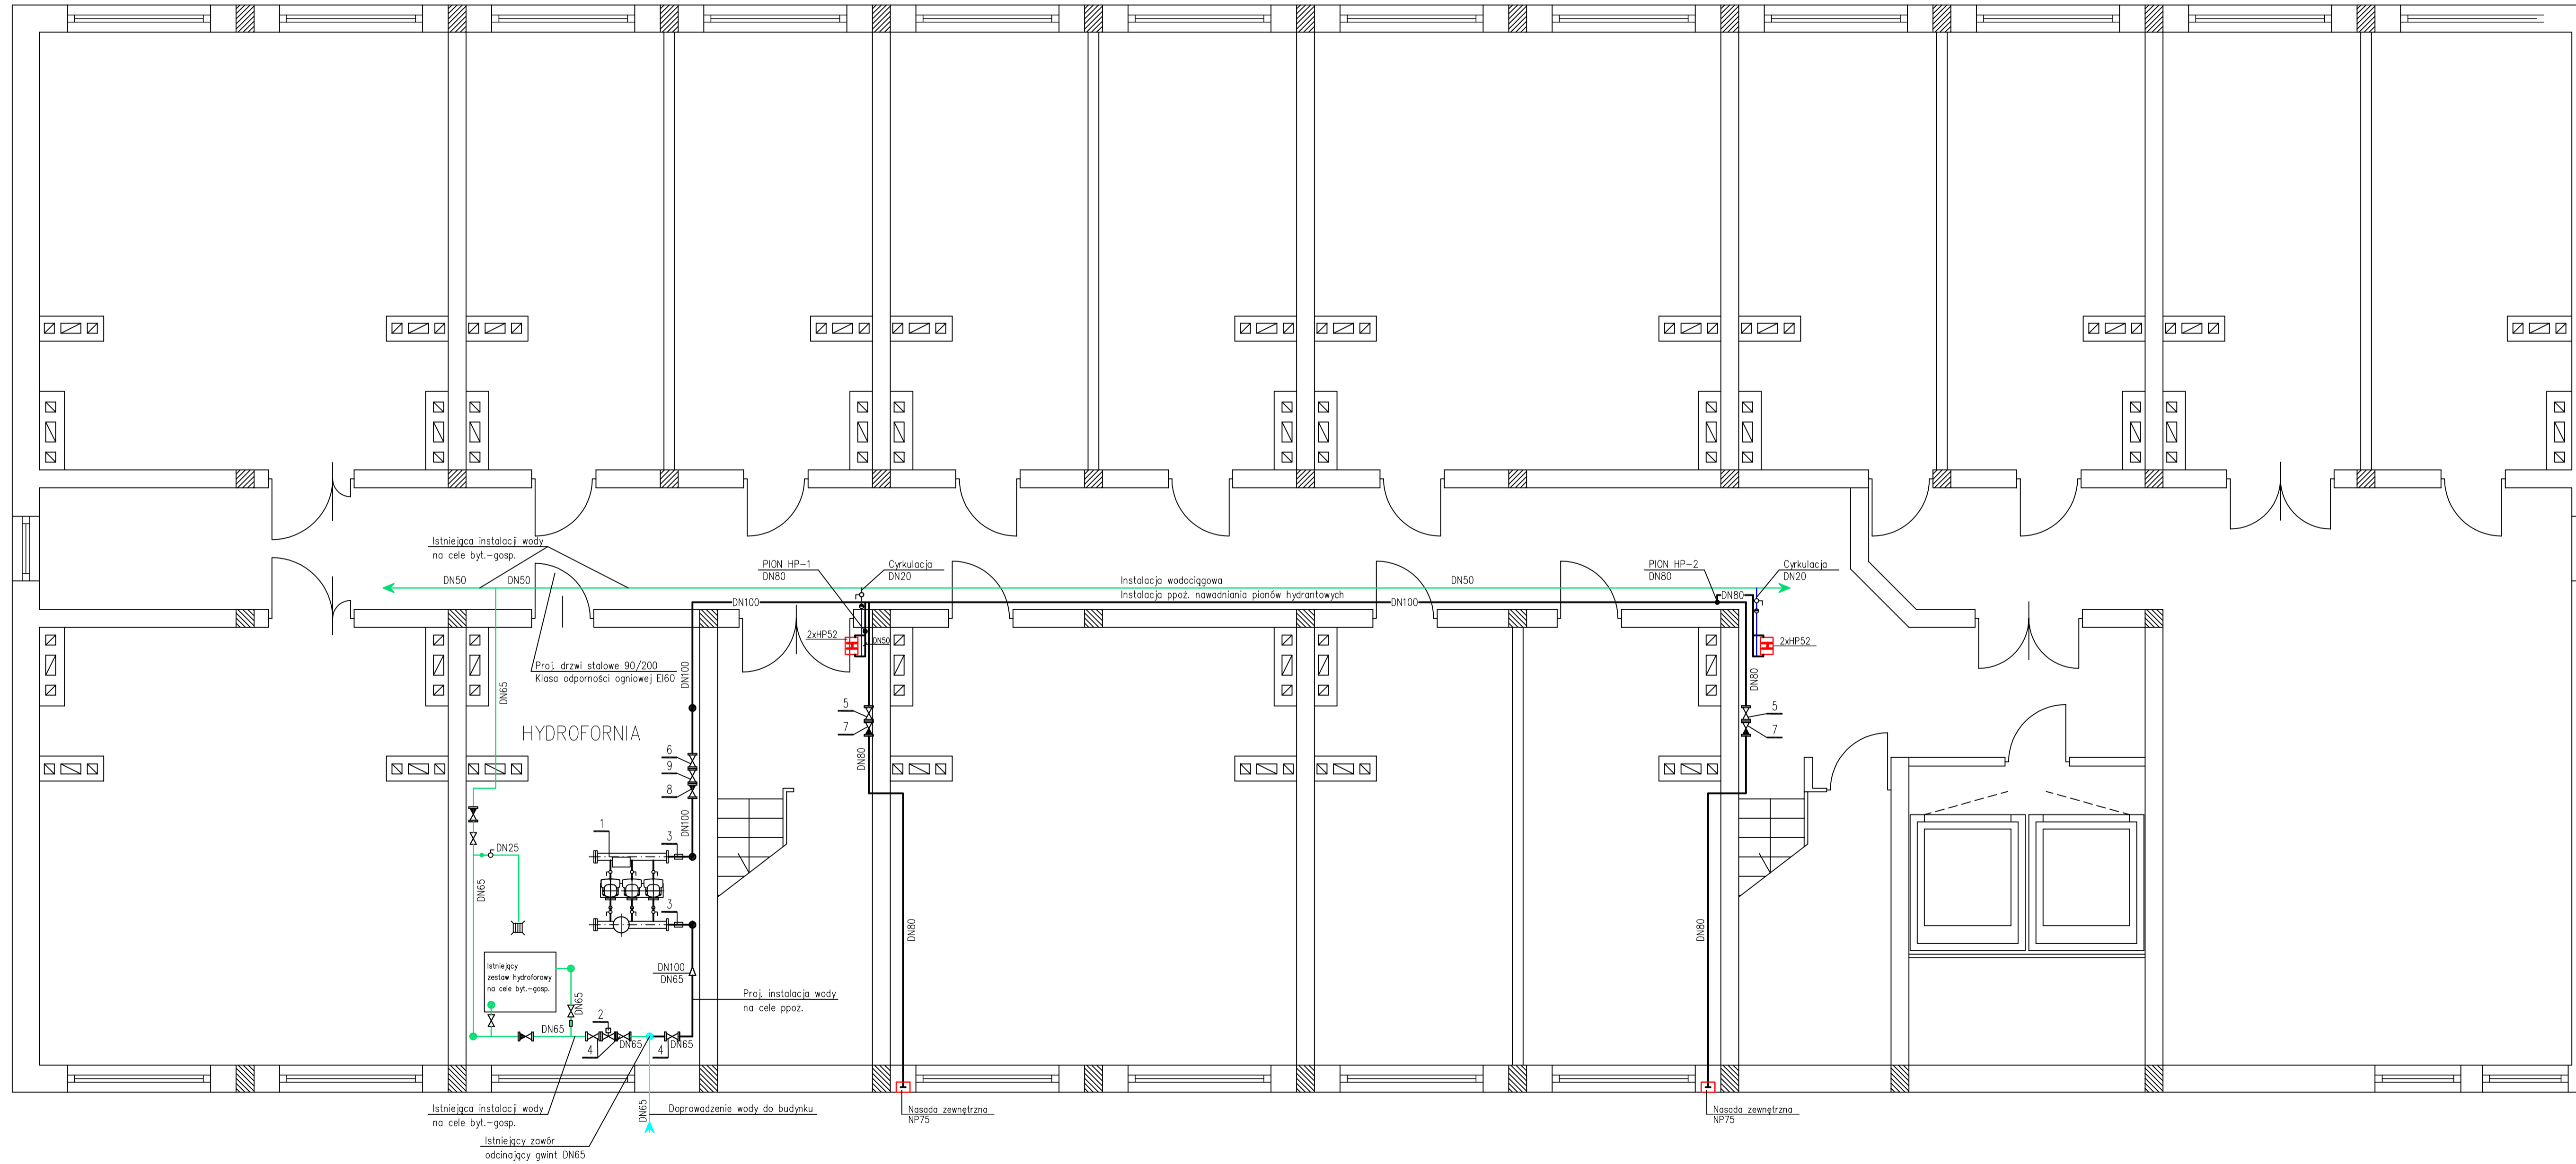 Istniejąca instalacji wody
na cele byt.-gosp.
DN50
DN50
PION HP-1
DN80
Cyrkulacja
DN20
Instalacja wodociągowa
Instalacja ppoż. nawadniania pionów hydrantowych
DN50
PION HP-2
DN80
Cyrkulacja
DN20
DN100
DN100
DN80
2xHP52
DN50
2xHP52
Proj. drzwi stalowe 90/200
Klasa odporności ogniowej EI60
DN65
DN100
DN80
HYDROFORNIA
5
7
DN80
5
7
6
9
8
DN100
1
3
DN25
DN65
3
DN80
DN80
DN100
DN65
Istniejący
zestaw hydroforowy
na cele byt.-gosp.
DN65
Proj. instalacja wody
na cele ppoż.
2
DN65
4
DN65
4
DN65
DN65
Doprowadzenie wody do budynku
Istniejąca instalacji wody
na cele byt.-gosp.
Istniejący zawór
odcinający gwint DN65
Nasada zewnętrzna
NP75
Nasada zewnętrzna
NP75